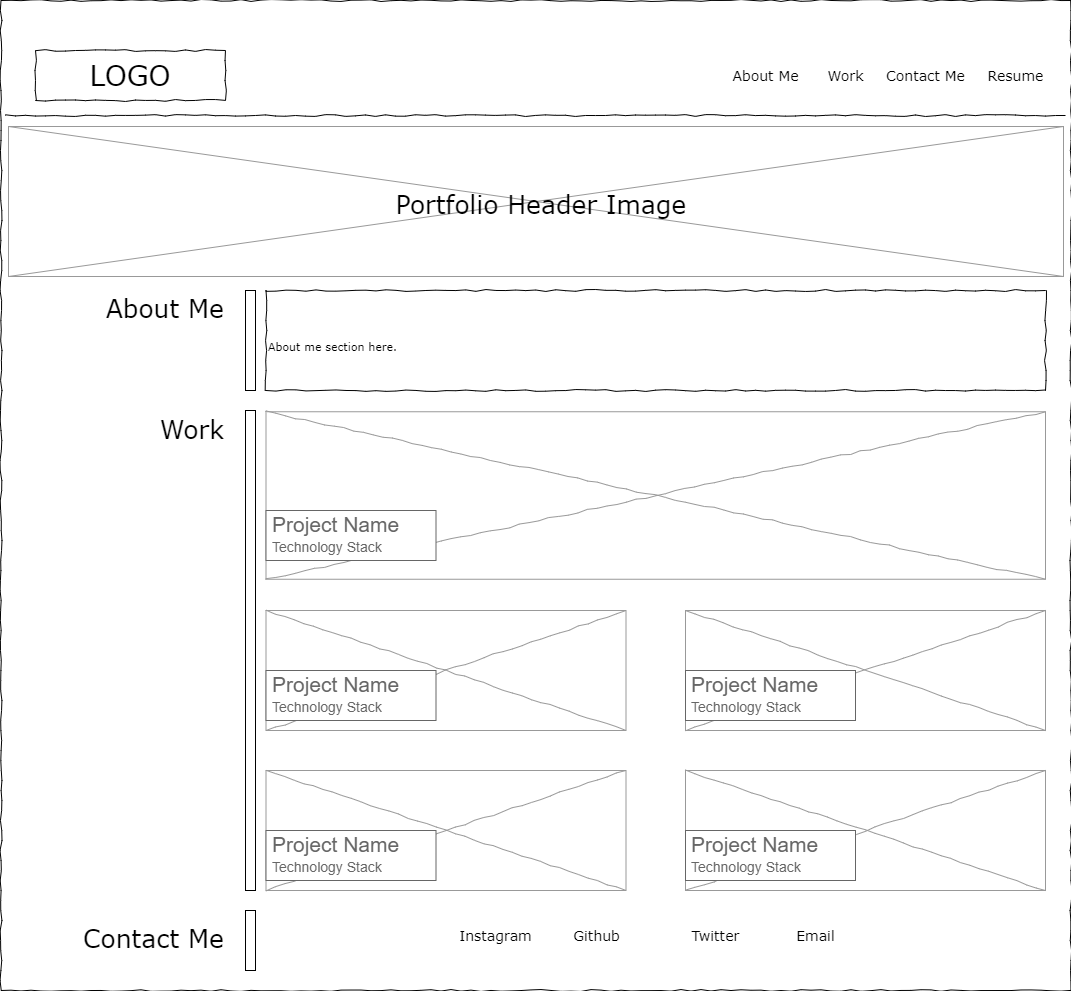 LOGO
About Me
Work
Contact Me
Resume
Portfolio Header Image
About Me
About me section here.
Work
Project Name
Technology Stack
Project Name
Technology Stack
Project Name
Technology Stack
Project Name
Technology Stack
Project Name
Technology Stack
Contact Me
Instagram
Github
Twitter
Email